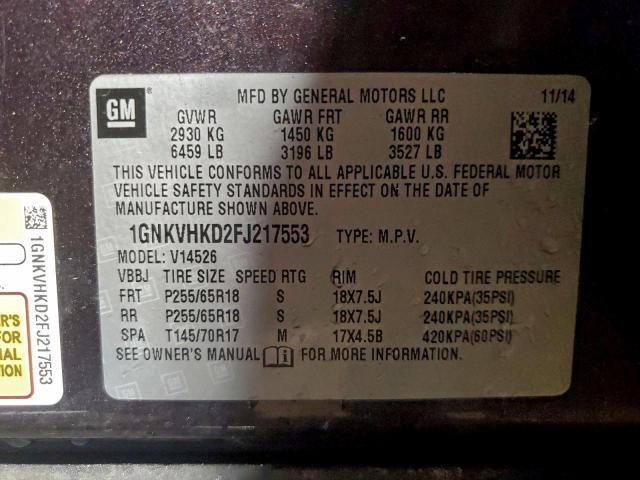 GM ® MFD BY GENERAL MOTORS LLC 11/14
GVWR GAWR FRT GAWR RR
2930 KG 1450 KG 1600 KG
6459 LB 3196 LB 3527 LB
THIS VEHICLE CONFORMS TO ALL APPLICABLE U.S. FEDERAL MOTOR
VEHICLE SAFETY STANDARDS IN EFFECT ON THE DATE OF
MANUFACTURE SHOWN ABOVE.
1GNKVHKD2FJ217553 TYPE: M.P.V.
MODEL: V14526
VBBJ TIRE SIZE SPEED RTG RIM COLD TIRE PRESSURE
FRT P255/65R18 S 18X7.5J 240KPA(35PSI)
RR P255/65R18 S 18X7.5J 240KPA(35PSI)
SPA T145/70R17 M 17X4.5B 420KPA(60PSI)
SEE OWNER'S MANUAL i FOR MORE INFORMATION.
1GNKVHKD2FJ217553
FOR